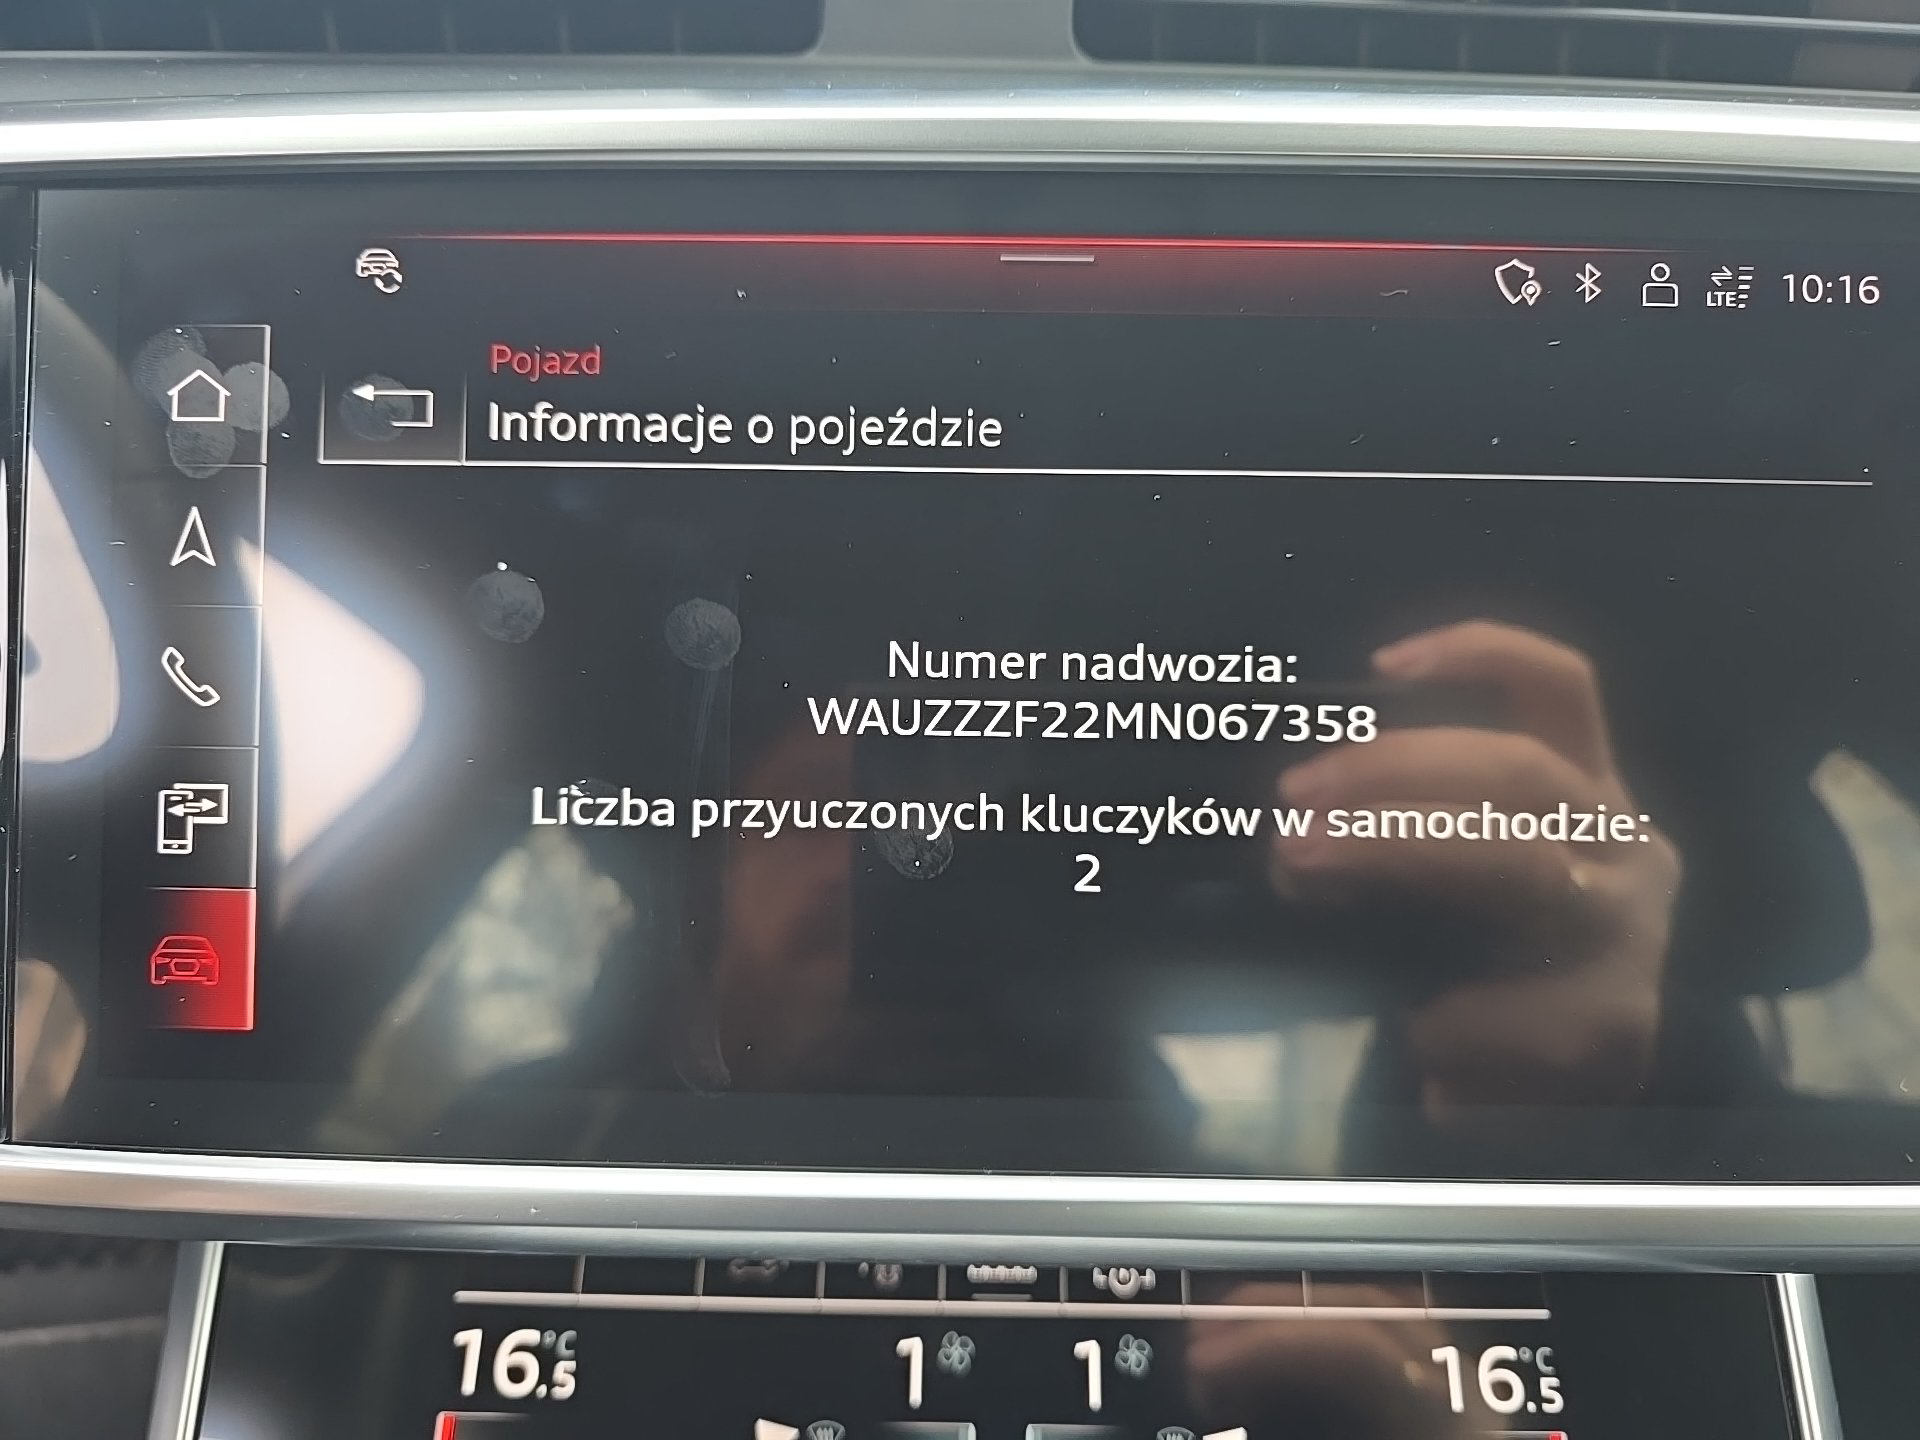 LTE 10:16
Pojazd
Informacje o pojeździe
Numer nadwozia:
WAUZZZF22MN067358
Liczba przyuczonych kluczyków w samochodzie:
2
16.5 °C 1 1 16.5 °C